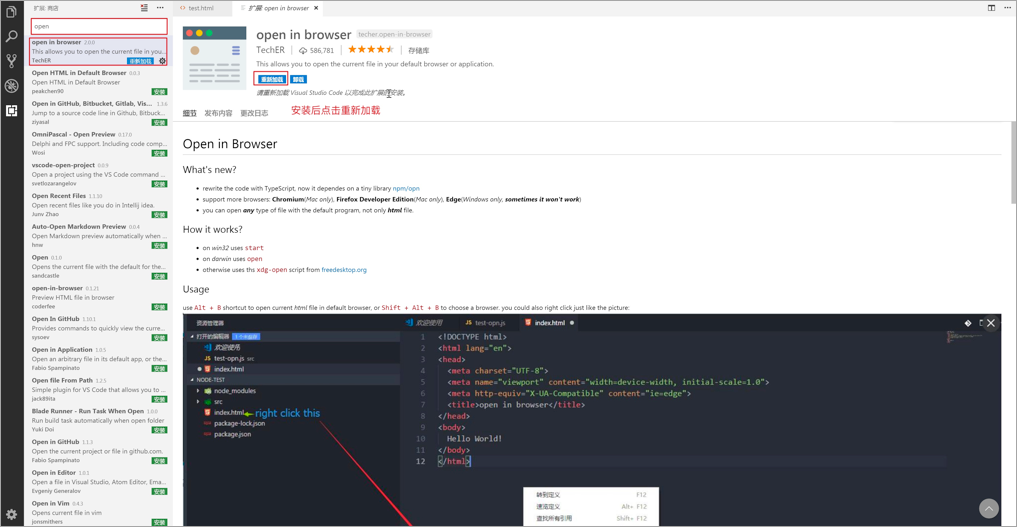 扩展: 商店
open
open in browser 2.0.0
This allows you to open the current file in you...
TechER 重新加载
Open HTML in Default Browser 0.0.3
Open HTML in Default Browser
peakchen90 安装
Open in GitHub, Bitbucket, Gitlab, Vis... 1.3.6
Jump to a source code line in Github, Bitbuck...
ziyasal 安装
OmniPascal - Open Preview 0.17.0
Delphi and FPC support. Including code comp...
Wosi 安装
vscode-open-project 0.0.9
Open a project using the VS Code command ...
svetlozarangelov 安装
Open Recent Files 1.1.10
Open recent files like you do in Intellij idea.
Junv Zhao 安装
Auto-Open Markdown Preview 0.0.4
Open Markdown preview automatically when ...
hnw 安装
Open 0.1.0
Opens the current file with the default for the...
sandcastle 安装
open-in-browser 0.1.21
Preview HTML file in browser
coderfee 安装
Open In GitHub 1.10.1
Provides commands to quickly view the curre...
sysoev 安装
Open in Application 1.0.5
Open an arbitrary file in its default app, or the...
Fabio Spampinato 安装
Open file From Path 1.2.5
Simple plugin for VS Code that allows you to ...
jack89ita 安装
Blade Runner - Run Task When Open 1.0.0
Run build task automatically when open folder
Yuki Doi 安装
Open in GitHub 1.1.3
Open the current project or file in github.com.
Fabio Spampinato 安装
Open in Editor 1.0.1
Open a file in Visual Studio, Atom Editor, Ema...
Evgeniy Generalov 安装
Open in Vim 0.4.3
Opens current file in vim
jonsmithers 安装
test.html
扩展: open in browser
open in browser techer.open-in-browser
TechER 586,781 存储库
This allows you to open the current file in your default browser or application.
重新加载 卸载
请重新加载 Visual Studio Code 以完成此扩展的安装。
细节 发布内容 更改日志 安装后点击重新加载
Open in Browser
What's new?
rewrite the code with TypeScript, now it dependes on a tiny library npm/opn
support more browsers: Chromium(Mac only), Firefox Developer Edition(Mac only), Edge(Windows only, sometimes it won't work)
you can open any type of file with the default program, not only html file.
How it works?
on win32 uses start
on darwin uses open
otherwise uses ths xdg-open script from freedesktop.org
Usage
use Alt + B shortcut to open current html file in default browser, or Shift + Alt + B to choose a browser. you could also right click just like the picture:
资源管理器
打开的编辑器 1 个未保存
欢迎使用
JS test-opn.js src
index.html
NODE-TEST
node_modules
src
index.html right click this
package-lock.json
package.json
欢迎使用 JS test-opn.js index.html
1 <!DOCTYPE html>
2 <html lang="en">
3 <head>
4 <meta charset="UTF-8">
5 <meta name="viewport" content="width=device-width, initial-scale=1.0">
6 <meta http-equiv="X-UA-Compatible" content="ie=edge">
7 <title>open in browser</title>
8 </head>
9 <body>
10 Hello World!
11 </body>
12 </html>
转到定义 F12
速览定义 Alt+ F12
查找所有引用 Shift+ F12